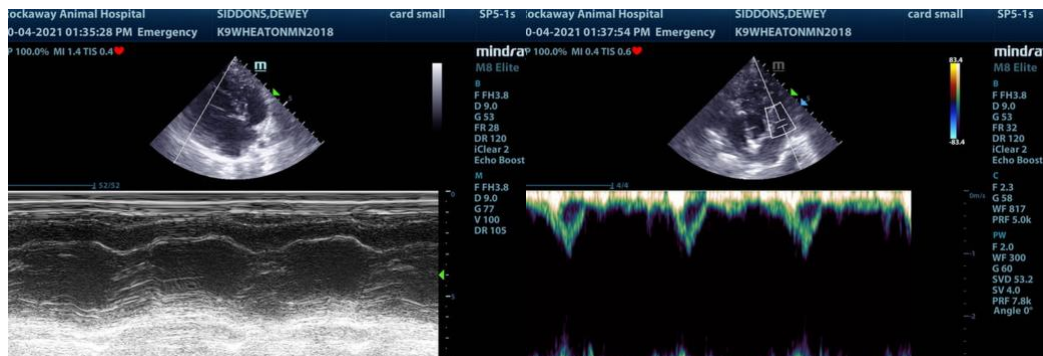 ockaway Animal Hospital SIDDONS,DEWEY card small SP5-1s
0-04-2021 01:35:28 PM Emergency K9WHEATONMN2018
P 100.0% MI 1.4 TIS 0.4
mindra
M8 Elite
m
B
F FH3.8
D 9.0
G 53
FR 28
DR 120
iClear 2
Echo Boost
M
F FH3.8
D 9.0
G 77
V 100
DR 105
52/52
0
5
ockaway Animal Hospital SIDDONS,DEWEY card small SP5-1s
0-04-2021 01:37:54 PM Emergency K9WHEATONMN2018
P 100.0% MI 0.4 TIS 0.6
mindra
M8 Elite
m
83.4
-83.4
B
F FH3.8
D 9.0
G 53
FR 32
DR 120
iClear 2
Echo Boost
C
F 2.3
G 58
WF 817
PRF 5.0k
PW
F 2.0
WF 300
G 60
SVD 53.2
SV 4.0
PRF 7.8k
Angle 0°
4/4
0m/s
-1
-2